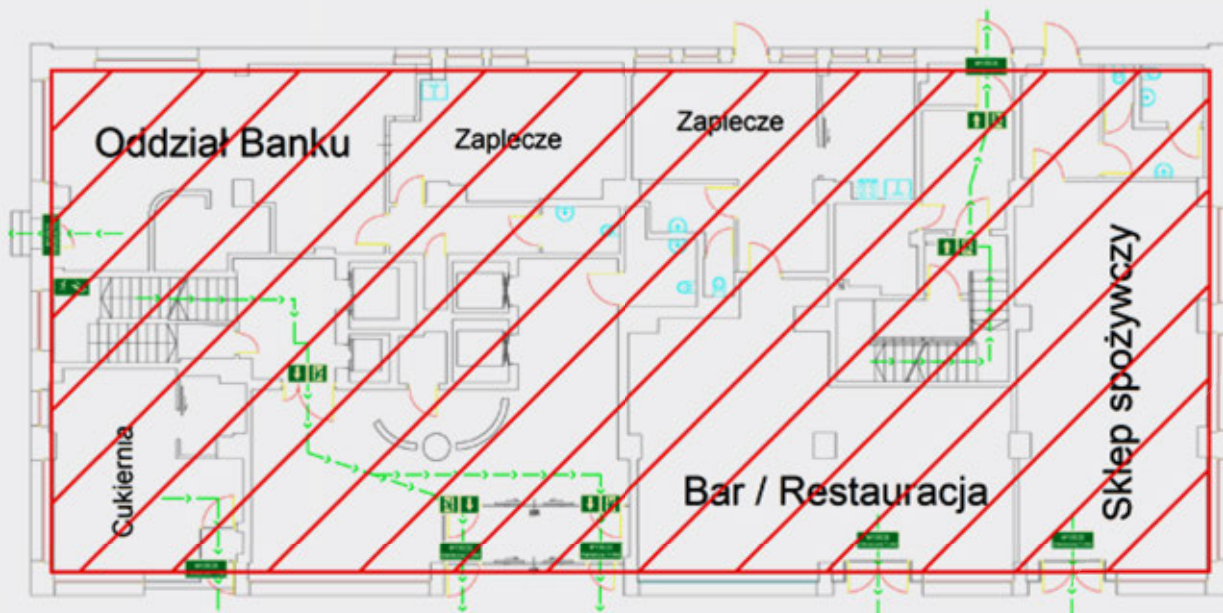 Oddział Banku
Zaplecze
Zaplecze
Sklep spożywczy
Cukiernia
Bar / Restauracja